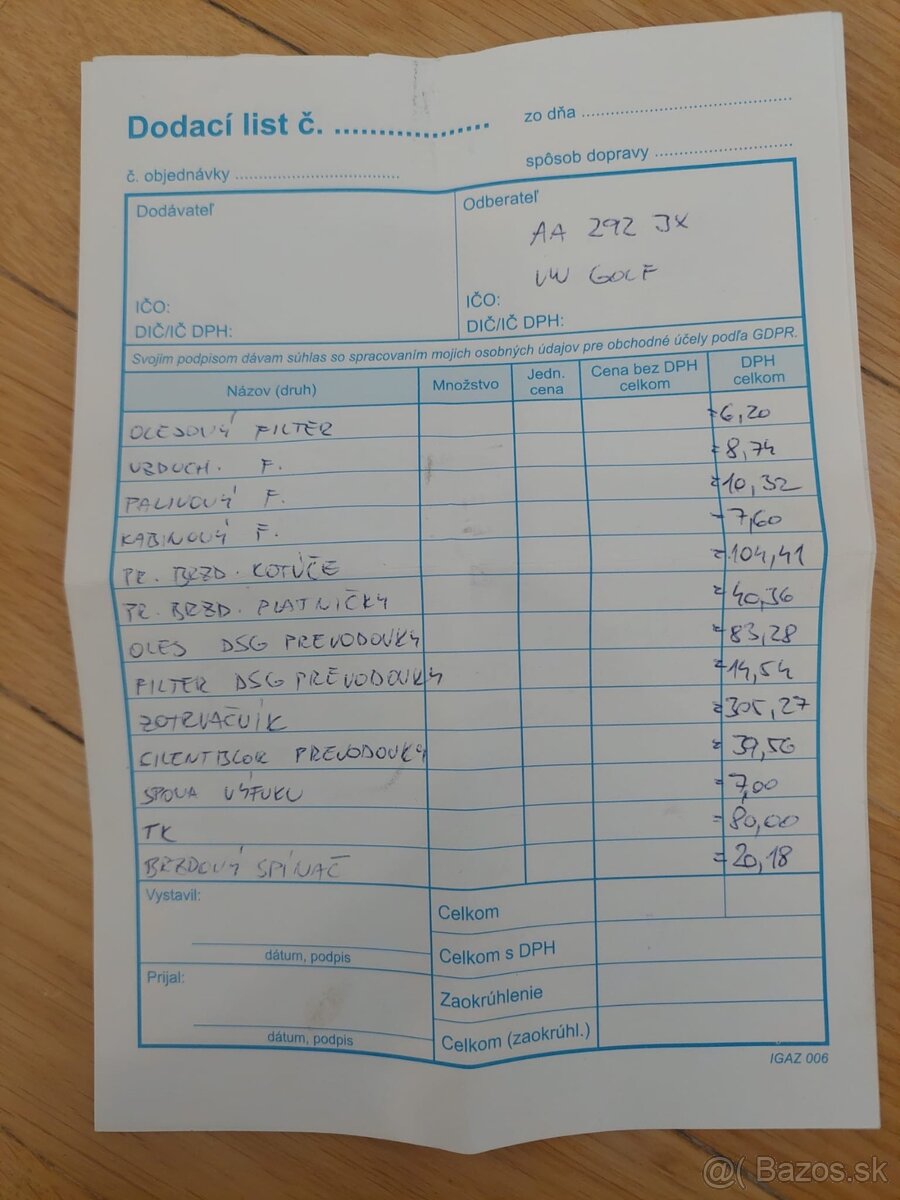 Dodací list č. ........................
zo dňa ........................
č. objednávky ........................
spôsob dopravy ........................
Dodávateľ
IČO:
DIČ/IČ DPH:
Odberateľ
AA 292 JX
VW GOLF
IČO:
DIČ/IČ DPH:
Svojim podpisom dávam súhlas so spracovaním mojich osobných údajov pre obchodné účely podľa GDPR.
Názov (druh) Množstvo Jedn. cena Cena bez DPH celkom DPH celkom
OLEJOVÝ FILTER =6,20
VZDUCH. F. =8,74
PALIVOVÝ F. =10,32
KABINOVÝ F. =7,60
PR. BRZD. KOTÚČE =104,41
PR. BRZD. PLATNIČKY =40,36
OLEJ DSG PREVODOVKY =83,28
FILTER DSG PREVODOVKY =14,54
ZOTRVAČNÍK =305,27
CILENTBLOK PREVODOVKY =39,56
SPONA VÝFUKU =7,00
TK =80,00
BRZDOVÝ SPÍNAČ =20,18
Vystavil:
dátum, podpis
Prijal:
dátum, podpis
Celkom
Celkom s DPH
Zaokrúhlenie
Celkom (zaokrúhl.)
IGAZ 006
@( Bazos.sk